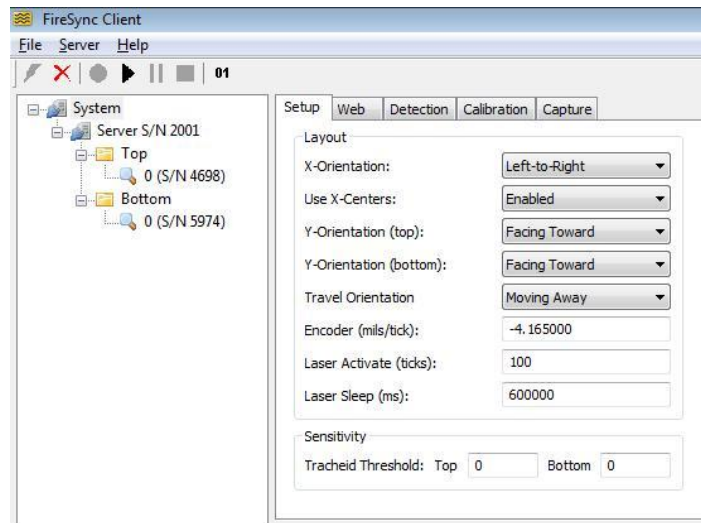 FireSync Client
File Server Help
01
System
Server S/N 2001
Top
0 (S/N 4698)
Bottom
0 (S/N 5974)
Setup Web Detection Calibration Capture
Layout
X-Orientation: Left-to-Right
Use X-Centers: Enabled
Y-Orientation (top): Facing Toward
Y-Orientation (bottom): Facing Toward
Travel Orientation Moving Away
Encoder (mils/tick): -4.165000
Laser Activate (ticks): 100
Laser Sleep (ms): 600000
Sensitivity
Tracheid Threshold: Top 0 Bottom 0